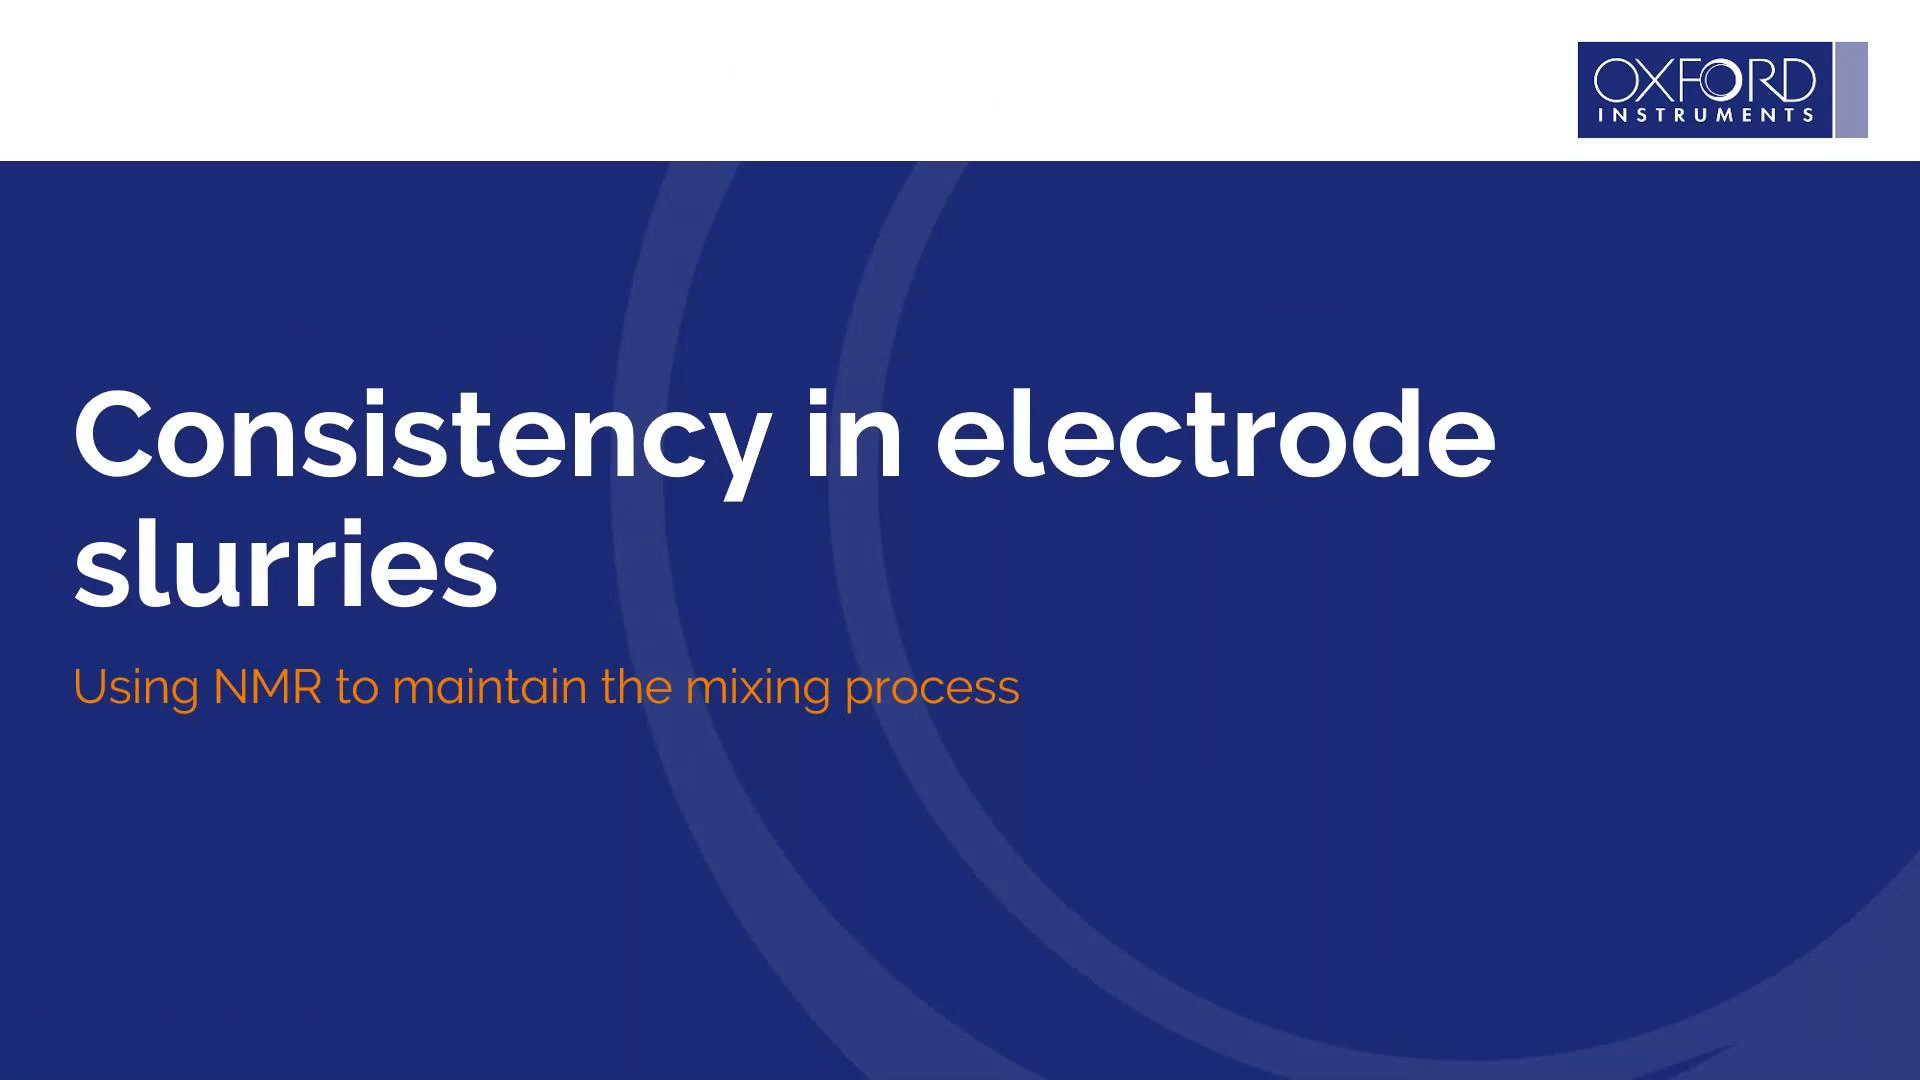 OXFORD
INSTRUMENTS
Consistency in electrode
slurries
Using NMR to maintain the mixing process